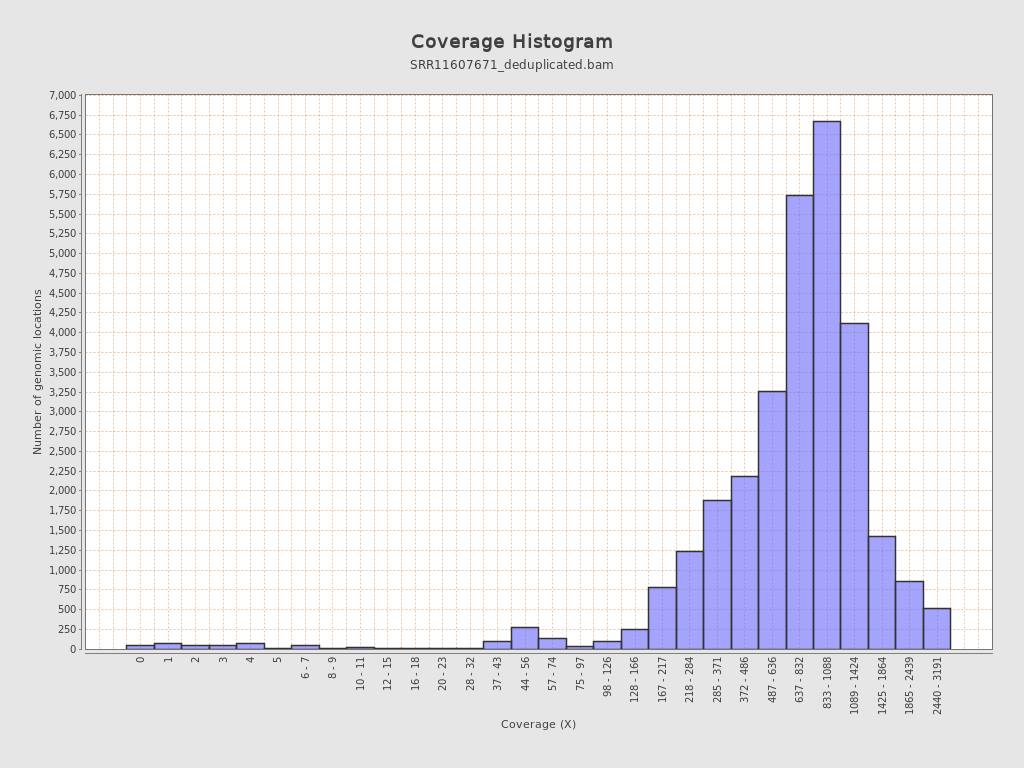 Coverage Histogram
SRR11607671_deduplicated.bam
Number of genomic locations
7,000
6,750
6,500
6,250
6,000
5,750
5,500
5,250
5,000
4,750
4,500
4,250
4,000
3,750
3,500
3,250
3,000
2,750
2,500
2,250
2,000
1,750
1,500
1,250
1,000
750
500
250
0
0
1
2
3
4
5
6 - 7
8 - 9
10 - 11
12 - 15
16 - 18
20 - 23
28 - 32
37 - 43
44 - 56
57 - 74
75 - 97
98 - 126
128 - 166
167 - 217
218 - 284
285 - 371
372 - 486
487 - 636
637 - 832
833 - 1088
1089 - 1424
1425 - 1864
1865 - 2439
2440 - 3191
Coverage (X)